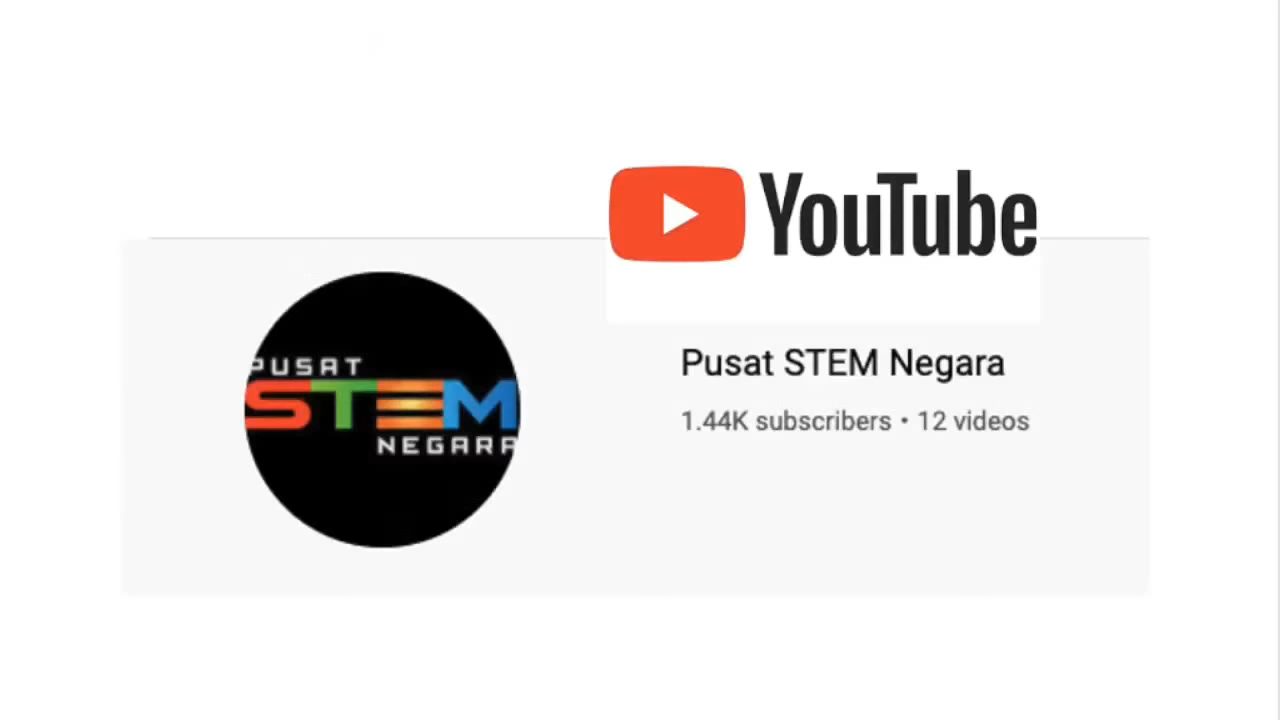 YouTube
PUSAT
STEM
NEGARA
Pusat STEM Negara
1.44K subscribers • 12 videos